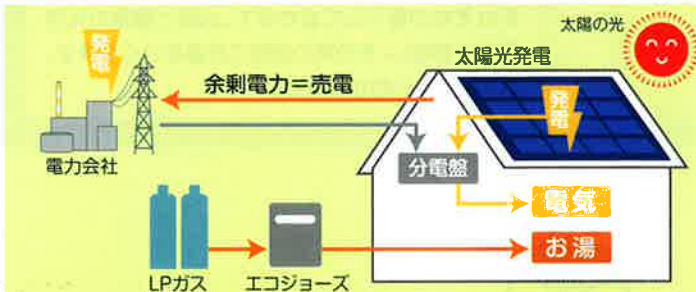 太陽の光
発電
太陽光発電
余剰電力＝売電
発電
電力会社
分電盤
電気
お湯
LPガス
エコジョーズ